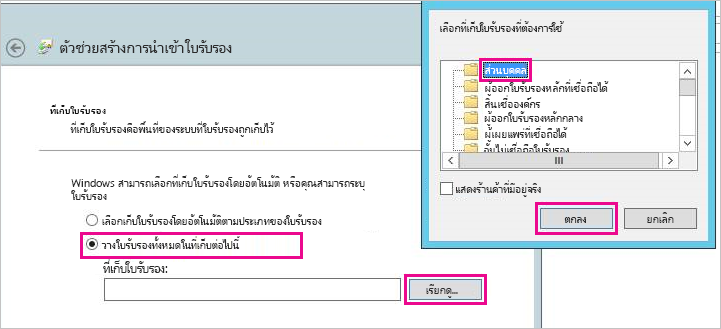 ตัวช่วยสร้างการนำเข้าใบรับรอง
ที่เก็บใบรับรอง
ที่เก็บใบรับรองคือพื้นที่ของระบบที่ใบรับรองถูกเก็บไว้
Windows สามารถเลือกที่เก็บใบรับรองโดยอัตโนมัติ หรือคุณสามารถระบุ
ใบรับรอง
เลือกเก็บใบรับรองโดยอัตโนมัติตามประเภทของใบรับรอง
วางใบรับรองทั้งหมดในที่เก็บต่อไปนี้
ที่เก็บใบรับรอง:
เรียกดู...
เลือกที่เก็บใบรับรองที่ต้องการใช้
ส่วนบุคคล
ผู้ออกใบรับรองหลักที่เชื่อถือได้
สินเชื่อองค์กร
ผู้ออกใบรับรองหลักกลาง
ผู้เผยแพร่ที่เชื่อถือได้
อันไม่เชื่อถือใบรับรอง
แสดงร้านค้าที่มีอยู่จริง
ตกลง
ยกเลิก